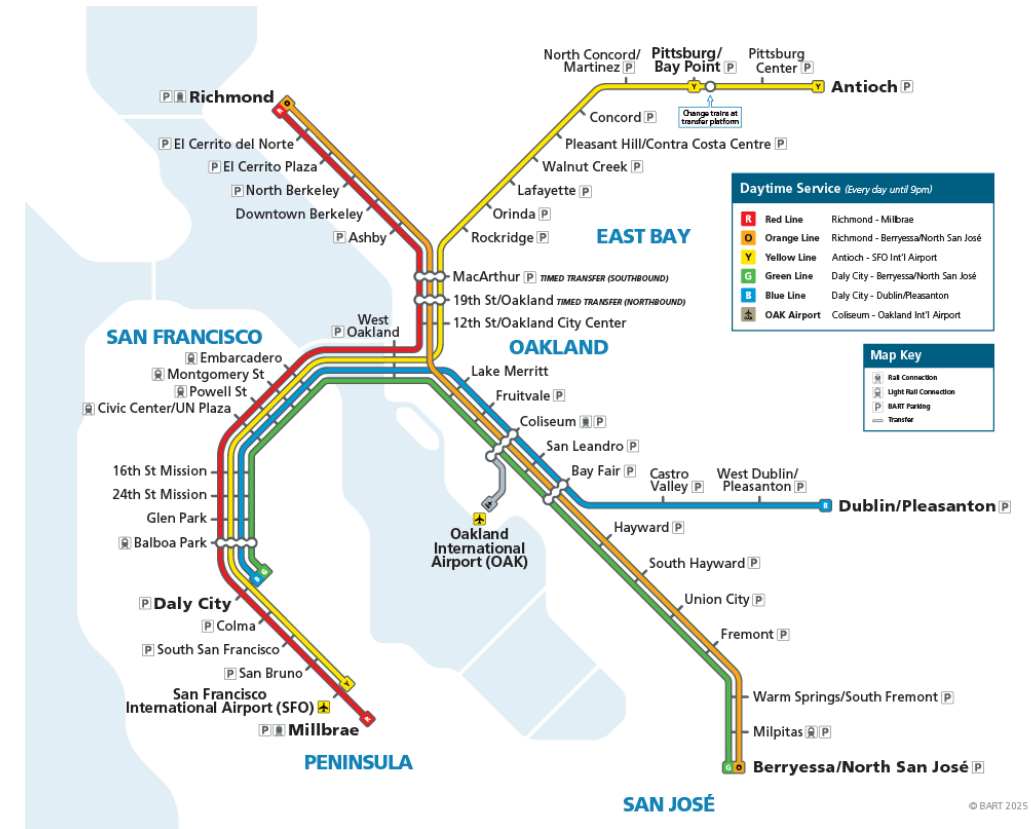 North Concord/
Martinez P
Pittsburg/
Bay Point P
Pittsburg
Center P
Y
Y
Antioch P
Change trains at
transfer platform
P Richmond
R
O
P El Cerrito del Norte
P El Cerrito Plaza
P North Berkeley
Downtown Berkeley
P Ashby
Concord P
Pleasant Hill/Contra Costa Centre P
Walnut Creek P
Lafayette P
Orinda P
Rockridge P
EAST BAY
Daytime Service (Every day until 9pm)
R Red Line Richmond - Millbrae
O Orange Line Richmond - Berryessa/North San José
Y Yellow Line Antioch - SFO Int'l Airport
G Green Line Daly City - Berryessa/North San José
B Blue Line Daly City - Dublin/Pleasanton
OAK Airport Coliseum - Oakland Int'l Airport
Map Key
Rail Connection
Light Rail Connection
P BART Parking
Transfer
MacArthur P TIMED TRANSFER (SOUTHBOUND)
19th St/Oakland TIMED TRANSFER (NORTHBOUND)
12th St/Oakland City Center
OAKLAND
West
P Oakland
SAN FRANCISCO
Embarcadero
Montgomery St
Powell St
Civic Center/UN Plaza
16th St Mission
24th St Mission
Glen Park
Balboa Park
G
B
P Daly City
P Colma
P South San Francisco
P San Bruno
Y
San Francisco
International Airport (SFO)
R
P Millbrae
PENINSULA
Lake Merritt
Fruitvale P
Coliseum P
San Leandro P
Bay Fair P
Castro
Valley P
West Dublin/
Pleasanton P
B
Dublin/Pleasanton P
Oakland
International
Airport (OAK)
Hayward P
South Hayward P
Union City P
Fremont P
Warm Springs/South Fremont P
Milpitas P
G O
Berryessa/North San José P
SAN JOSÉ
© BART 2025